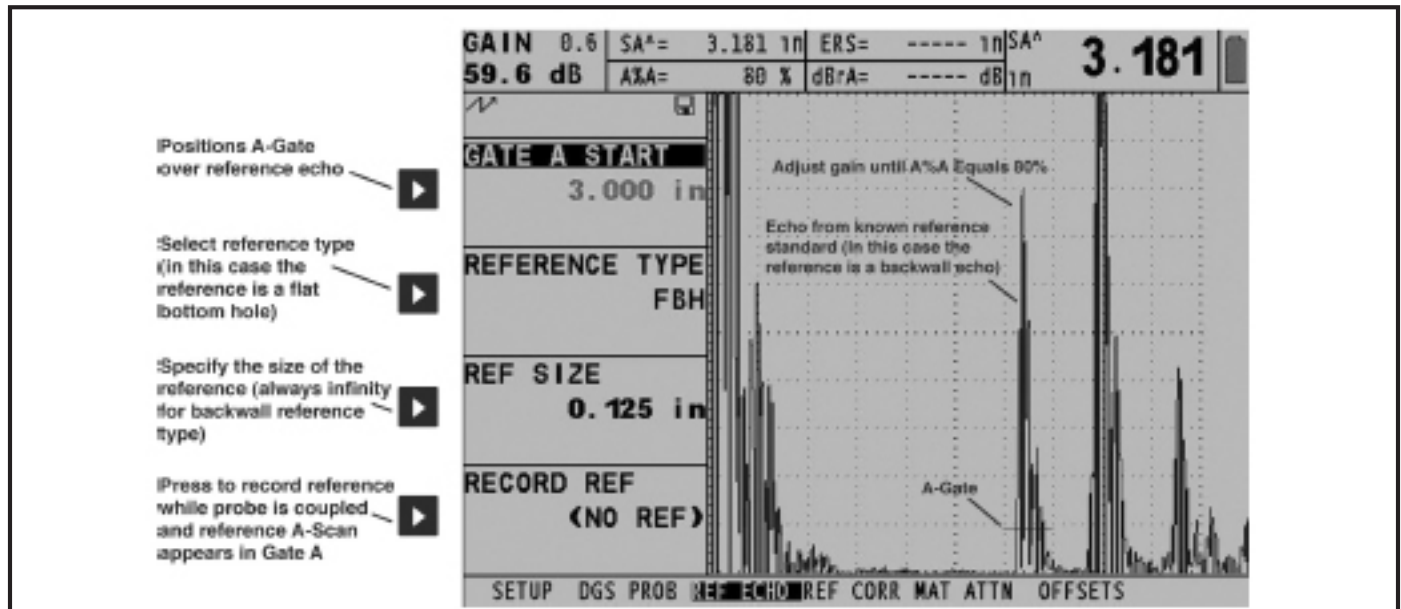 GAIN 0.6 SA^= 3.181 in ERS= ----- in SA^ 3.181
59.6 dB A%A= 80 % dBrA= ----- dB in
Positions A-Gate
over reference echo
GATE A START
3.000 in
Adjust gain until A%A Equals 80%
Echo from known reference
standard (in this case the
reference is a backwall echo)
Select reference type
(in this case the
reference is a flat
bottom hole)
REFERENCE TYPE
FBH
Specify the size of the
reference (always infinity
for backwall reference
type)
REF SIZE
0.125 in
Press to record reference
while probe is coupled
and reference A-Scan
appears in Gate A
RECORD REF
(NO REF)
A-Gate
SETUP DGS PROB REF ECHO REF CORR MAT ATTN OFFSETS